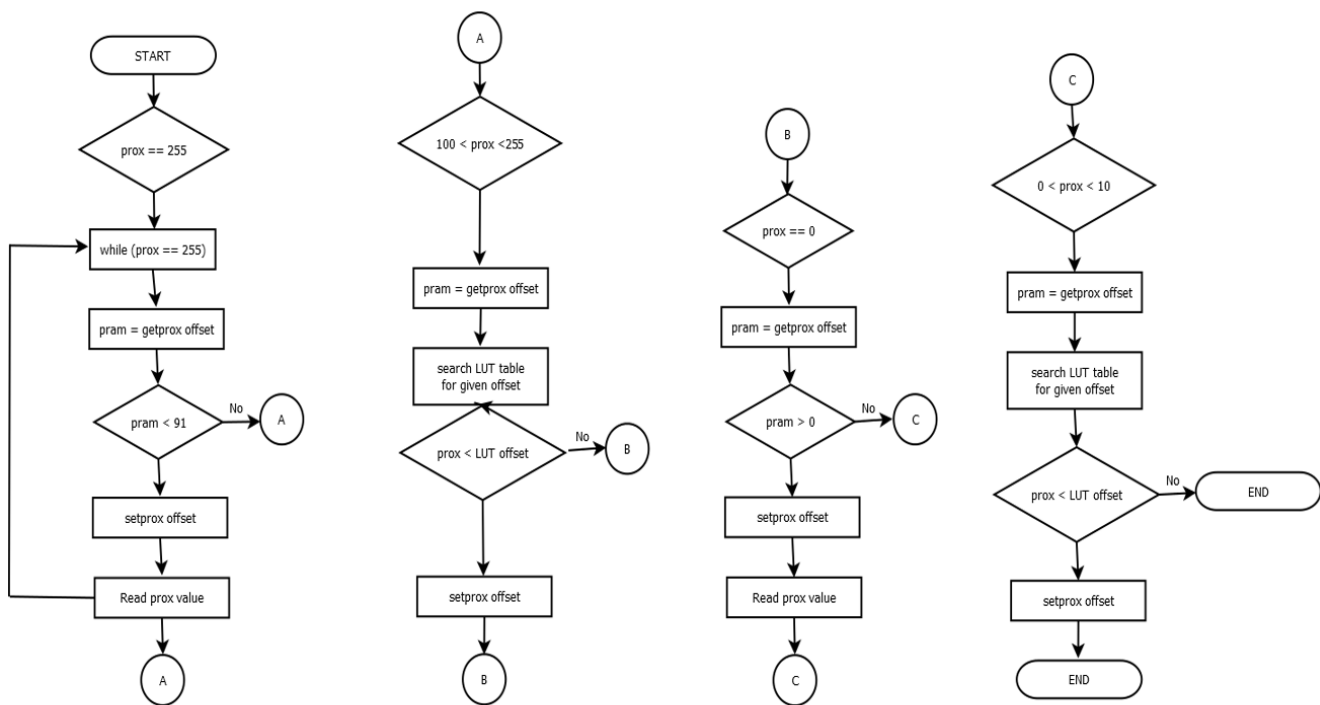 START
prox == 255
while (prox == 255)
pram = getprox offset
pram < 91
No
A
setprox offset
Read prox value
A
A
100 < prox <255
pram = getprox offset
search LUT table
for given offset
prox < LUT offset
No
B
setprox offset
B
B
prox == 0
pram = getprox offset
pram > 0
No
C
setprox offset
Read prox value
C
C
0 < prox < 10
pram = getprox offset
search LUT table
for given offset
prox < LUT offset
No
END
setprox offset
END